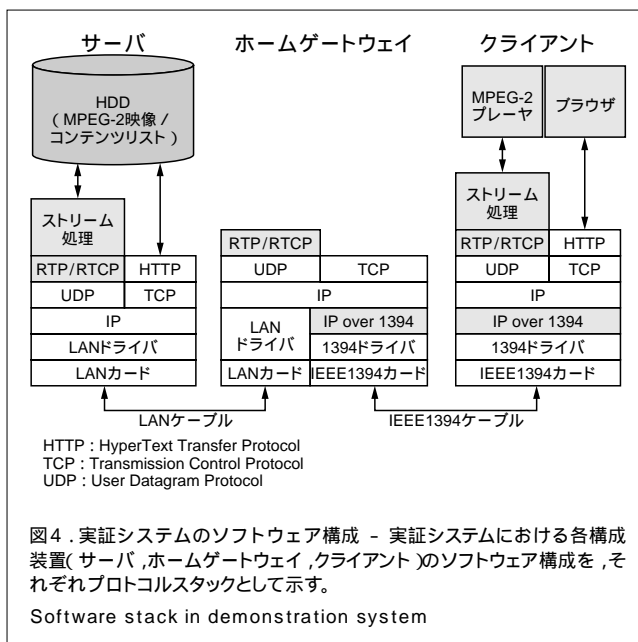 サーバ
ホームゲートウェイ
クライアント
HDD
(MPEG-2映像/
コンテンツリスト)
ストリーム
処理
RTP/RTCP
HTTP
UDP
TCP
IP
LANドライバ
LANカード
RTP/RTCP
UDP
TCP
IP
LAN
ドライバ
IP over 1394
1394ドライバ
LANカード
IEEE1394カード
MPEG-2
プレーヤ
ブラウザ
ストリーム
処理
RTP/RTCP
HTTP
UDP
TCP
IP
IP over 1394
1394ドライバ
IEEE1394カード
LANケーブル
IEEE1394ケーブル
HTTP : HyperText Transfer Protocol
TCP : Transmission Control Protocol
UDP : User Datagram Protocol
図4.実証システムのソフトウェア構成 - 実証システムにおける各構成
装置(サーバ,ホームゲートウェイ,クライアント)のソフトウェア構成を,そ
れぞれプロトコルスタックとして示す。
Software stack in demonstration system